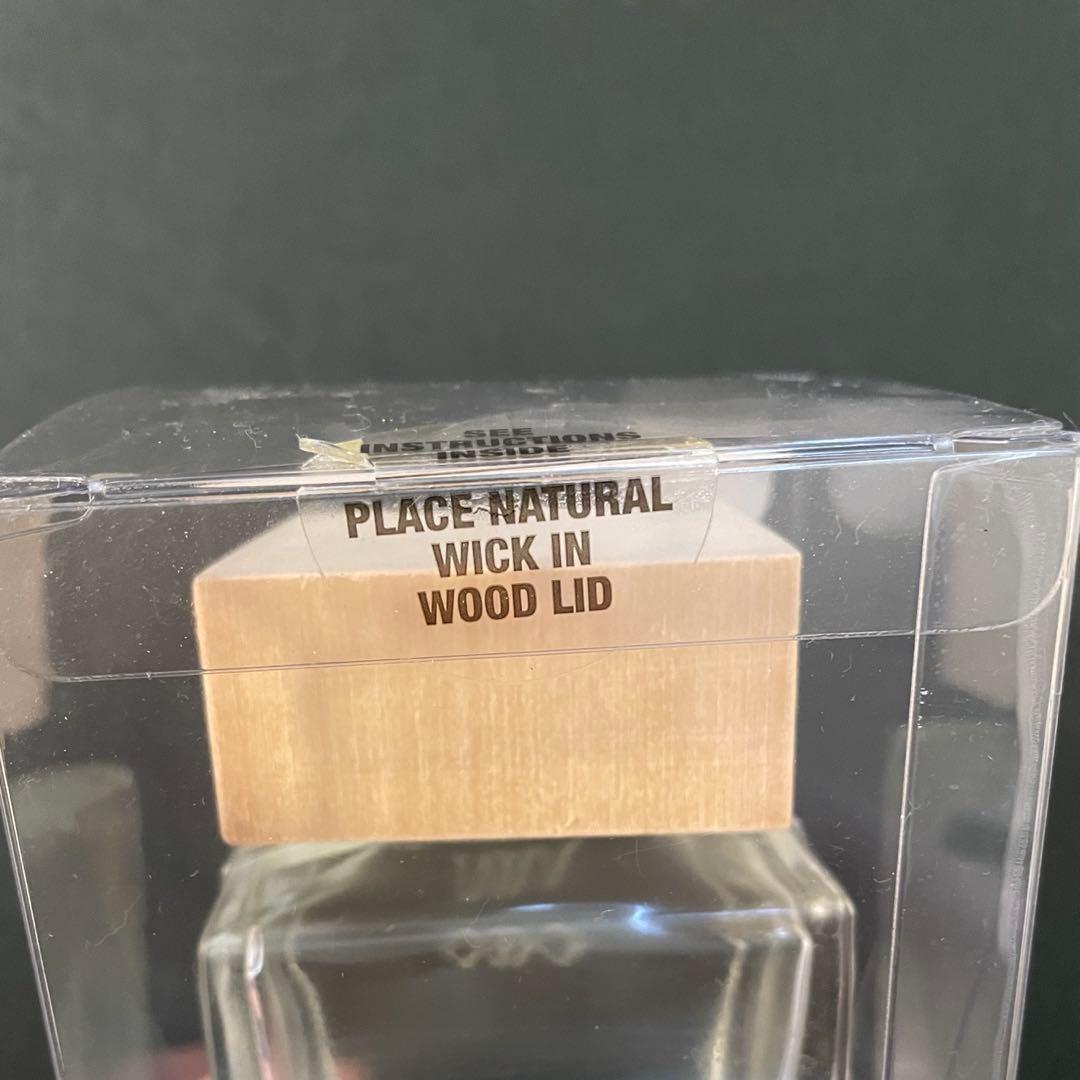 SEE
INSTRUCTIONS
INSIDE
PLACE NATURAL
WICK IN
WOOD LID